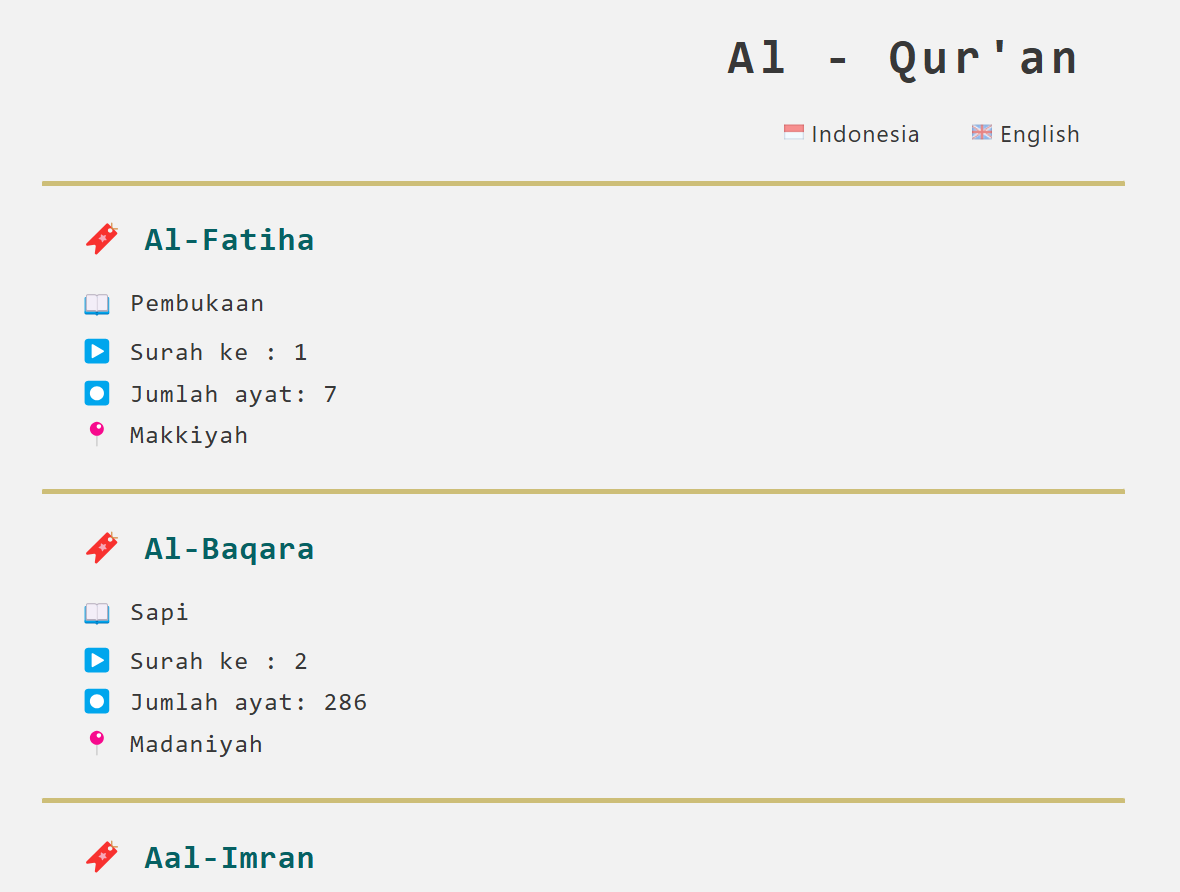 Al - Qur'an
Indonesia English
Al-Fatiha
Pembukaan
Surah ke : 1
Jumlah ayat: 7
Makkiyah
Al-Baqara
Sapi
Surah ke : 2
Jumlah ayat: 286
Madaniyah
Aal-Imran